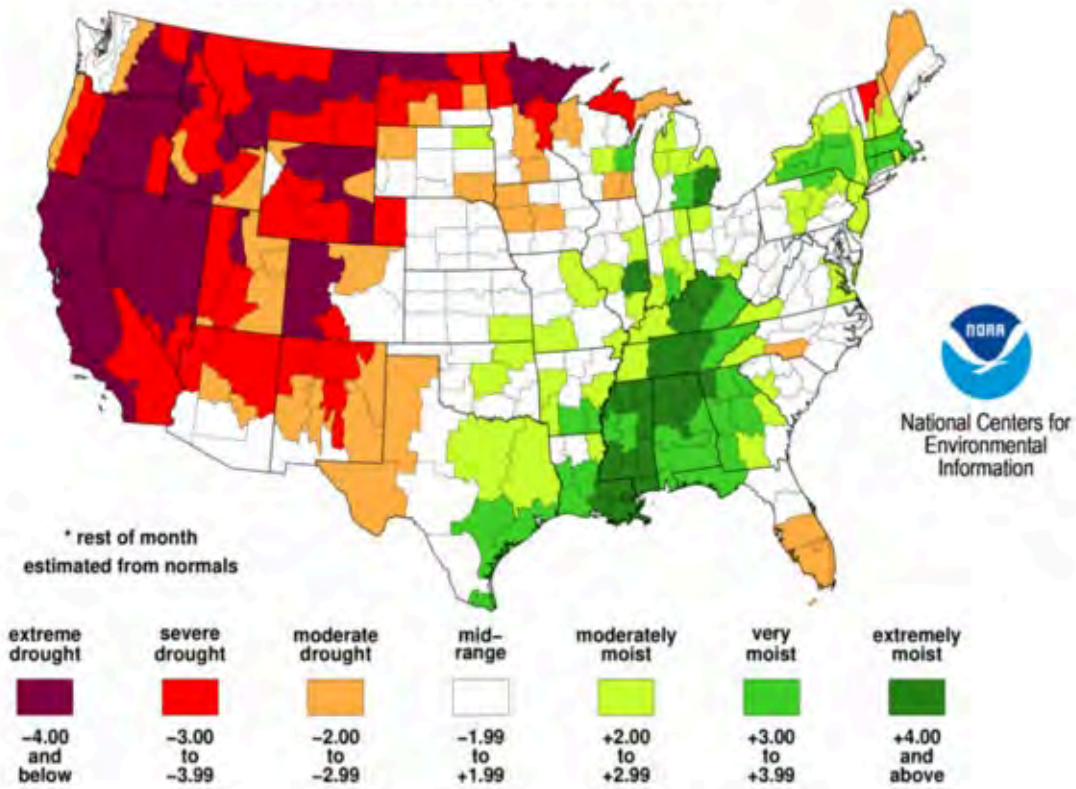 NOAA
National Centers for
Environmental
Information
* rest of month
estimated from normals
extreme
drought
severe
drought
moderate
drought
mid–
range
moderately
moist
very
moist
extremely
moist
−4.00
and
below
−3.00
to
−3.99
−2.00
to
−2.99
−1.99
to
+1.99
+2.00
to
+2.99
+3.00
to
+3.99
+4.00
and
above